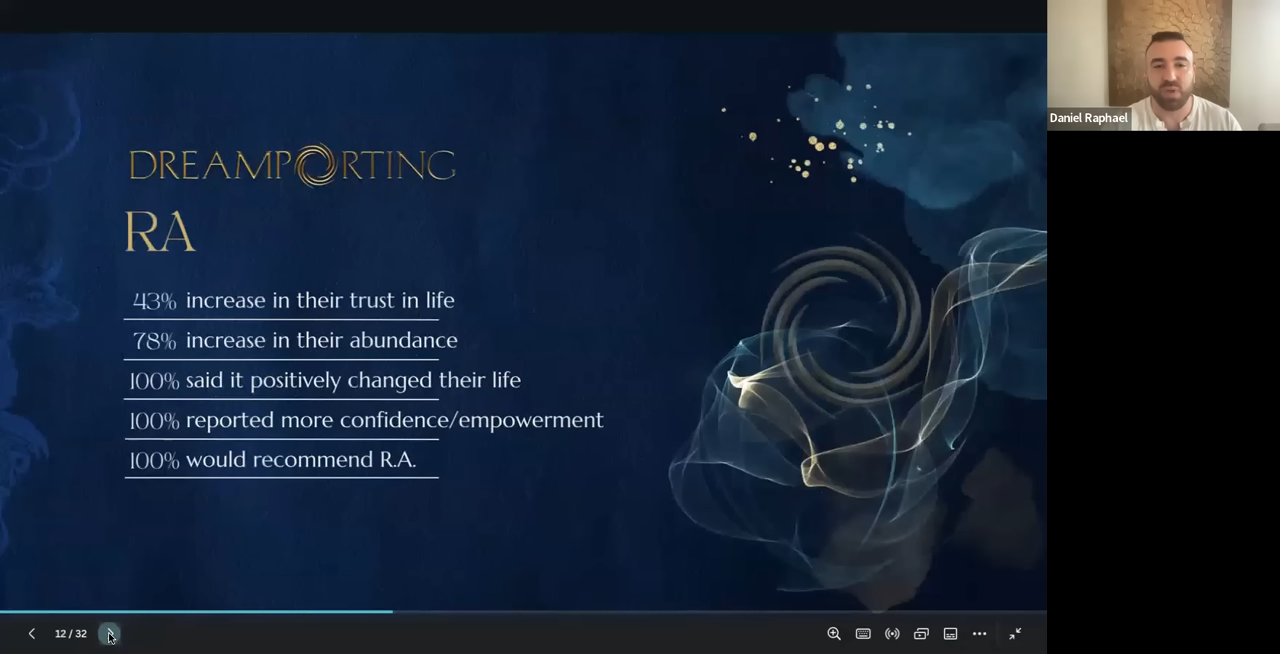 DREAMPORTING
RA
43% increase in their trust in life
78% increase in their abundance
100% said it positively changed their life
100% reported more confidence/empowerment
100% would recommend R.A.
Daniel Raphael
12 / 32